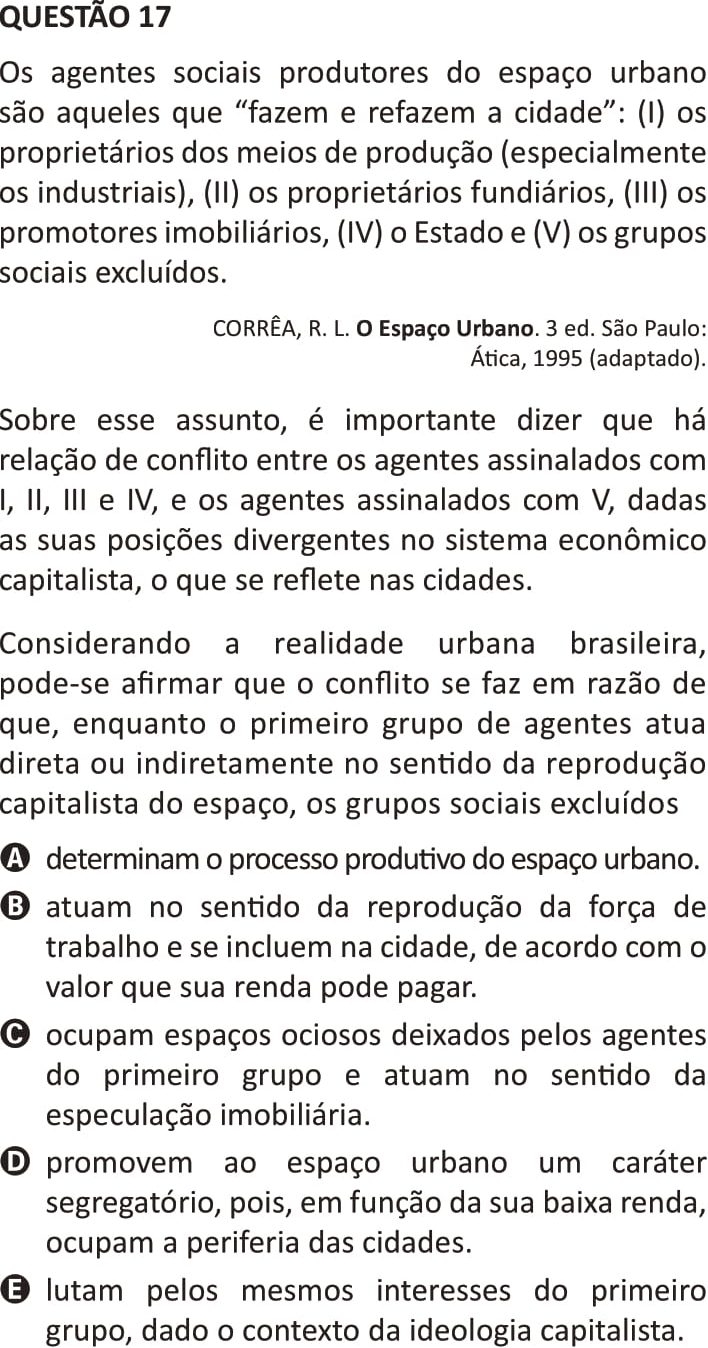 QUESTÃO 17
Os agentes sociais produtores do espaço urbano
são aqueles que “fazem e refazem a cidade”: (I) os
proprietários dos meios de produção (especialmente
os industriais), (II) os proprietários fundiários, (III) os
promotores imobiliários, (IV) o Estado e (V) os grupos
sociais excluídos.
CORRÊA, R. L. O Espaço Urbano. 3 ed. São Paulo:
Ática, 1995 (adaptado).
Sobre esse assunto, é importante dizer que há
relação de conflito entre os agentes assinalados com
I, II, III e IV, e os agentes assinalados com V, dadas
as suas posições divergentes no sistema econômico
capitalista, o que se reflete nas cidades.
Considerando a realidade urbana brasileira,
pode-se afirmar que o conflito se faz em razão de
que, enquanto o primeiro grupo de agentes atua
direta ou indiretamente no sentido da reprodução
capitalista do espaço, os grupos sociais excluídos
A determinam o processo produtivo do espaço urbano.
B atuam no sentido da reprodução da força de
trabalho e se incluem na cidade, de acordo com o
valor que sua renda pode pagar.
C ocupam espaços ociosos deixados pelos agentes
do primeiro grupo e atuam no sentido da
especulação imobiliária.
D promovem ao espaço urbano um caráter
segregatório, pois, em função da sua baixa renda,
ocupam a periferia das cidades.
E lutam pelos mesmos interesses do primeiro
grupo, dado o contexto da ideologia capitalista.